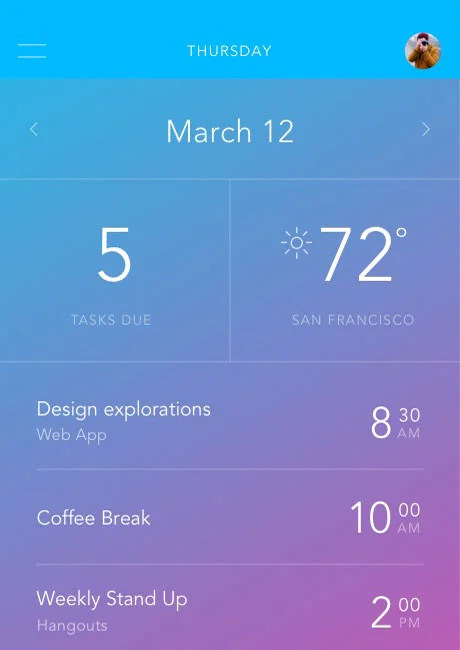 THURSDAY
March 12
5
TASKS DUE
72°
SAN FRANCISCO
Design explorations
Web App
8 30 AM
Coffee Break
10 00 AM
Weekly Stand Up
Hangouts
2 00 PM